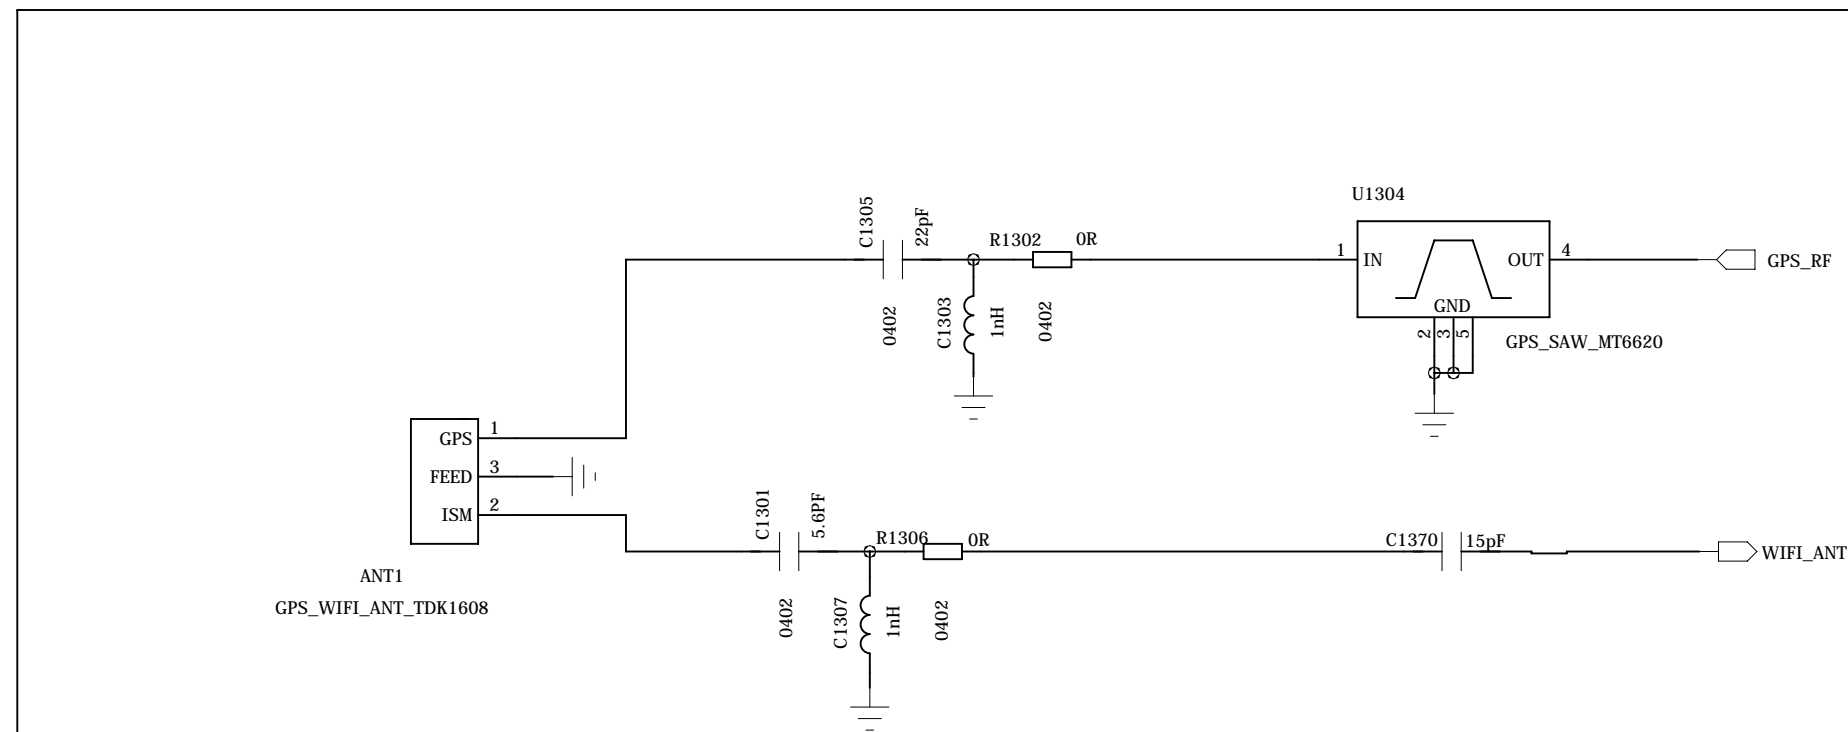 U1304
C1305
22pF
R1302
0R
1
IN
OUT
4
GPS_RF
0402
C1303
1nH
0402
GND
2
3
5
GPS_SAW_MT6620
GPS
1
FEED
3
ISM
2
ANT1
GPS_WIFI_ANT_TDK1608
C1301
5.6PF
R1306
0R
C1370
15pF
WIFI_ANT
0402
C1307
1nH
0402